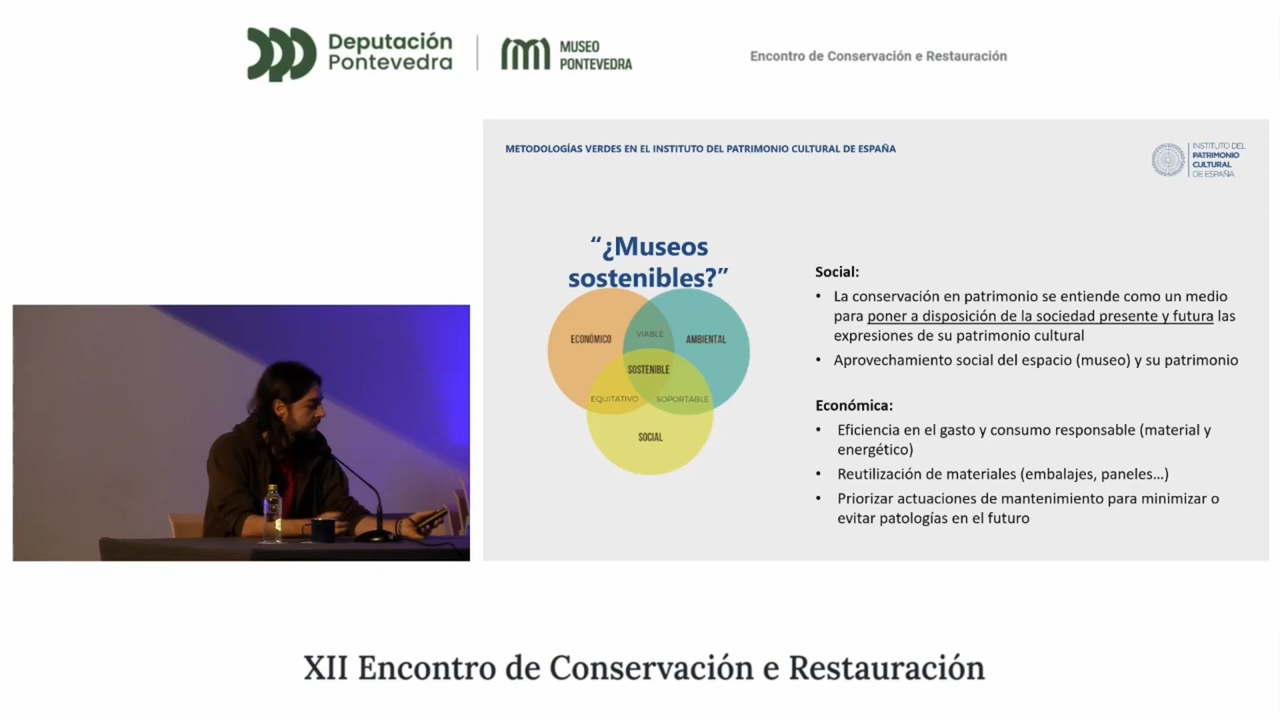 Deputación
Pontevedra
MUSEO
PONTEVEDRA
Encontro de Conservación e Restauración
METODOLOGÍAS VERDES EN EL INSTITUTO DEL PATRIMONIO CULTURAL DE ESPAÑA
INSTITUTO DEL
PATRIMONIO
CULTURAL
DE ESPAÑA
“¿Museos
sostenibles?”
ECONÓMICO
VIABLE
AMBIENTAL
SOSTENIBLE
EQUITATIVO
SOPORTABLE
SOCIAL
Social:
• La conservación en patrimonio se entiende como un medio
para poner a disposición de la sociedad presente y futura las
expresiones de su patrimonio cultural
• Aprovechamiento social del espacio (museo) y su patrimonio
Económica:
• Eficiencia en el gasto y consumo responsable (material y
energético)
• Reutilización de materiales (embalajes, paneles...)
• Priorizar actuaciones de mantenimiento para minimizar o
evitar patologías en el futuro
XII Encontro de Conservación e Restauración